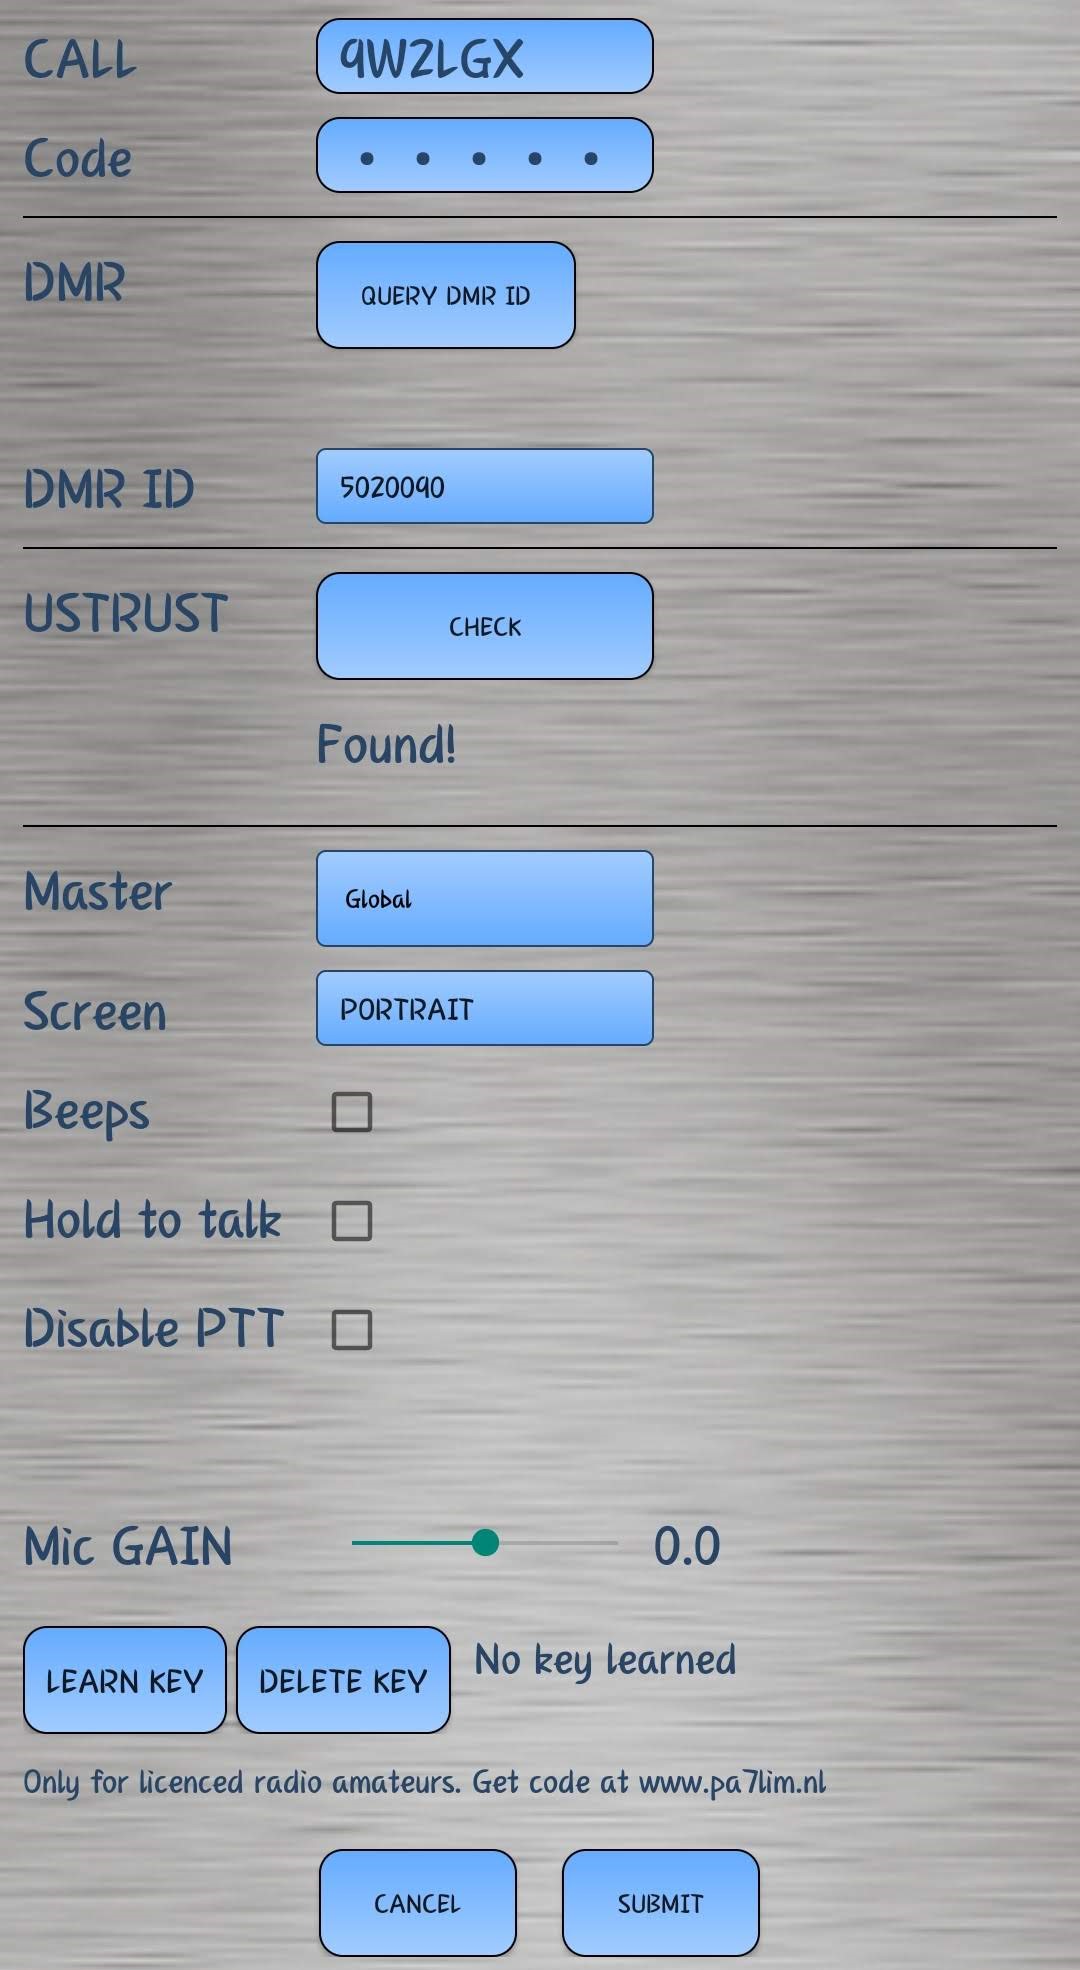 CALL 9W2LGX
Code • • • • •
DMR QUERY DMR ID
DMR ID 5020090
USTRUST CHECK
Found!
Master Global
Screen PORTRAIT
Beeps
Hold to talk
Disable PTT
Mic GAIN 0.0
LEARN KEY DELETE KEY No key learned
Only for licenced radio amateurs. Get code at www.pa7lim.nl
CANCEL SUBMIT